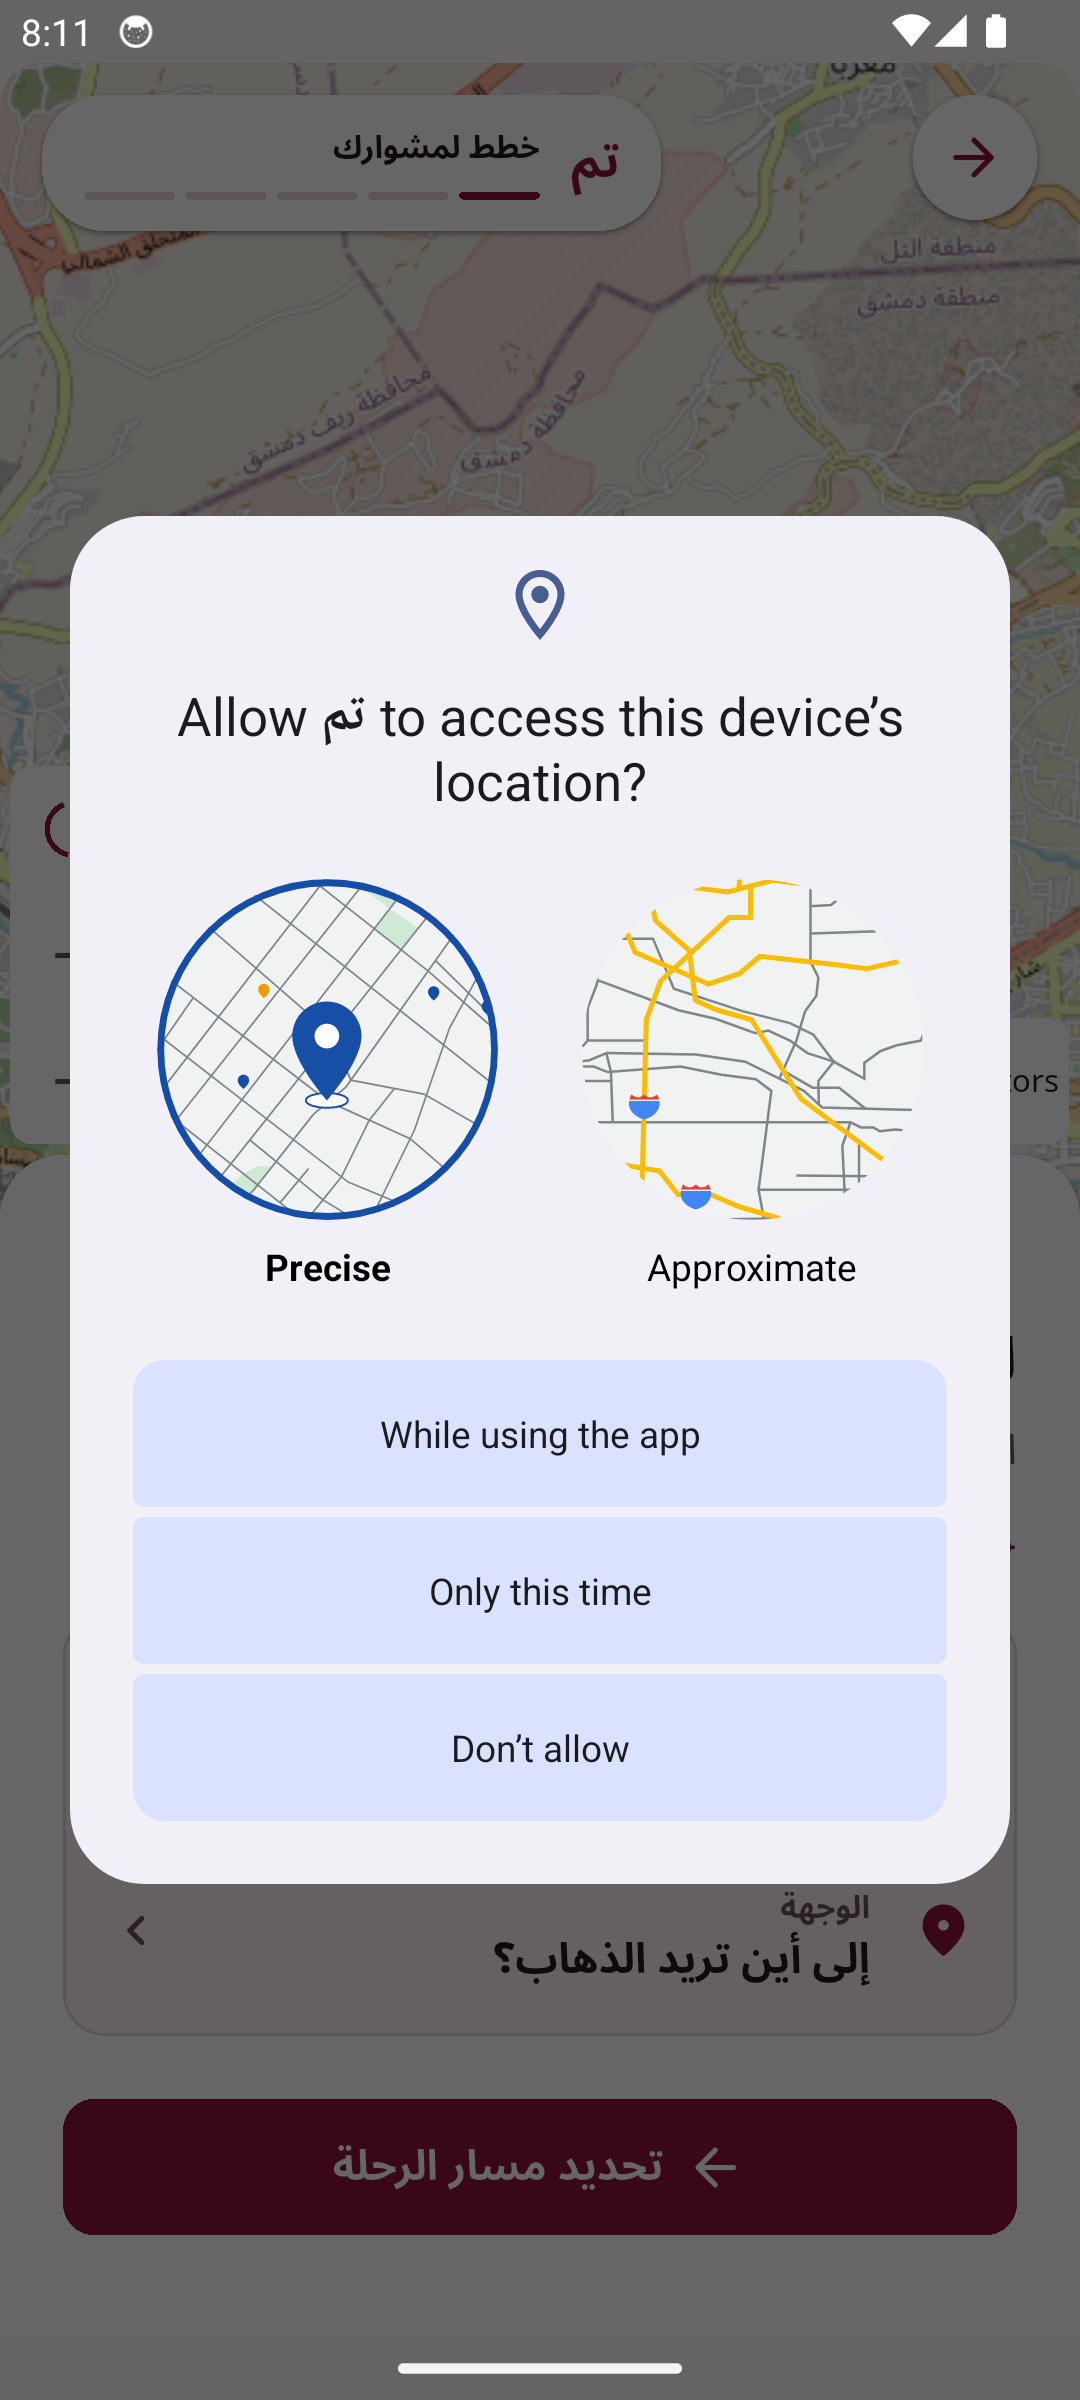 8:11
خطط لمشوارك
تم
منطقة التل
منطقة دمشق
محافظة ريف دمشق
محافظة دمشق
Allow تم to access this device’s
location?
Precise
Approximate
While using the app
Only this time
Don’t allow
الوجهة
إلى أين تريد الذهاب؟
تحديد مسار الرحلة